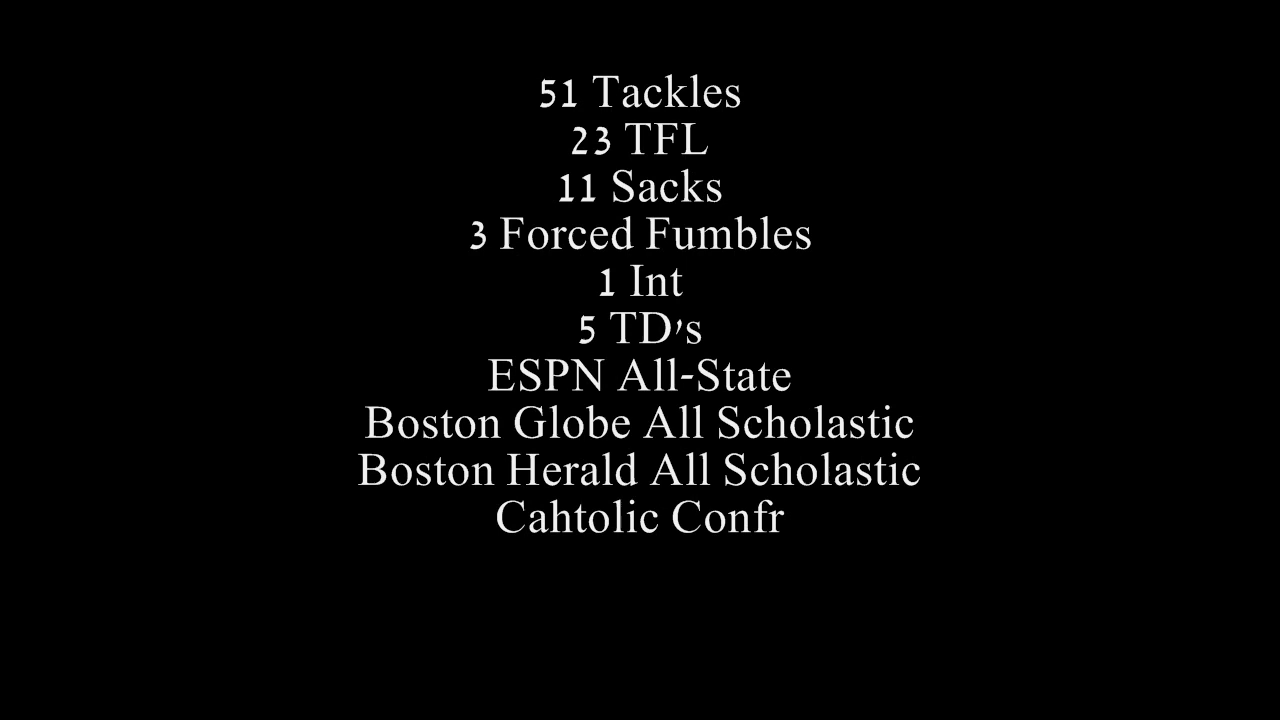 51 Tackles
23 TFL
11 Sacks
3 Forced Fumbles
1 Int
5 TD's
ESPN All-State
Boston Globe All Scholastic
Boston Herald All Scholastic
Cahtolic Confr